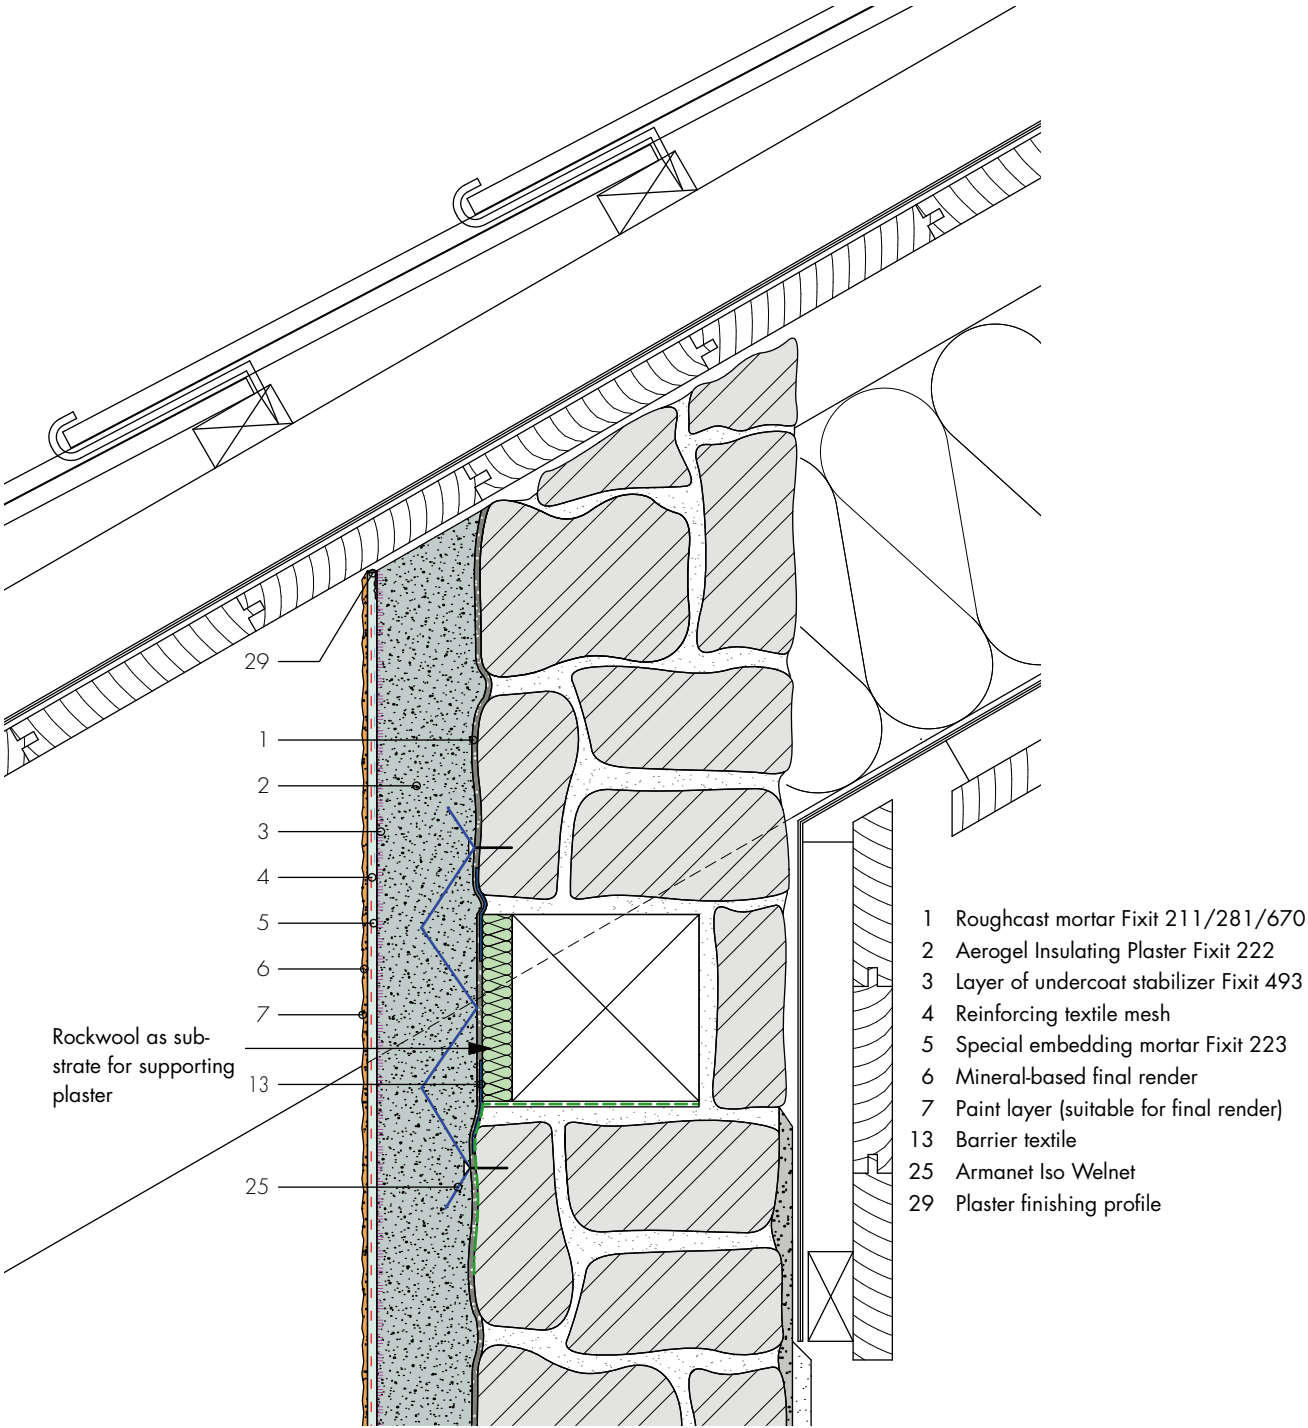 29
1
2
3
4
5
6
7
Rockwool as sub-
strate for supporting
plaster
13
25
1 Roughcast mortar Fixit 211/281/670
2 Aerogel Insulating Plaster Fixit 222
3 Layer of undercoat stabilizer Fixit 493
4 Reinforcing textile mesh
5 Special embedding mortar Fixit 223
6 Mineral-based final render
7 Paint layer (suitable for final render)
13 Barrier textile
25 Armanet Iso Welnet
29 Plaster finishing profile